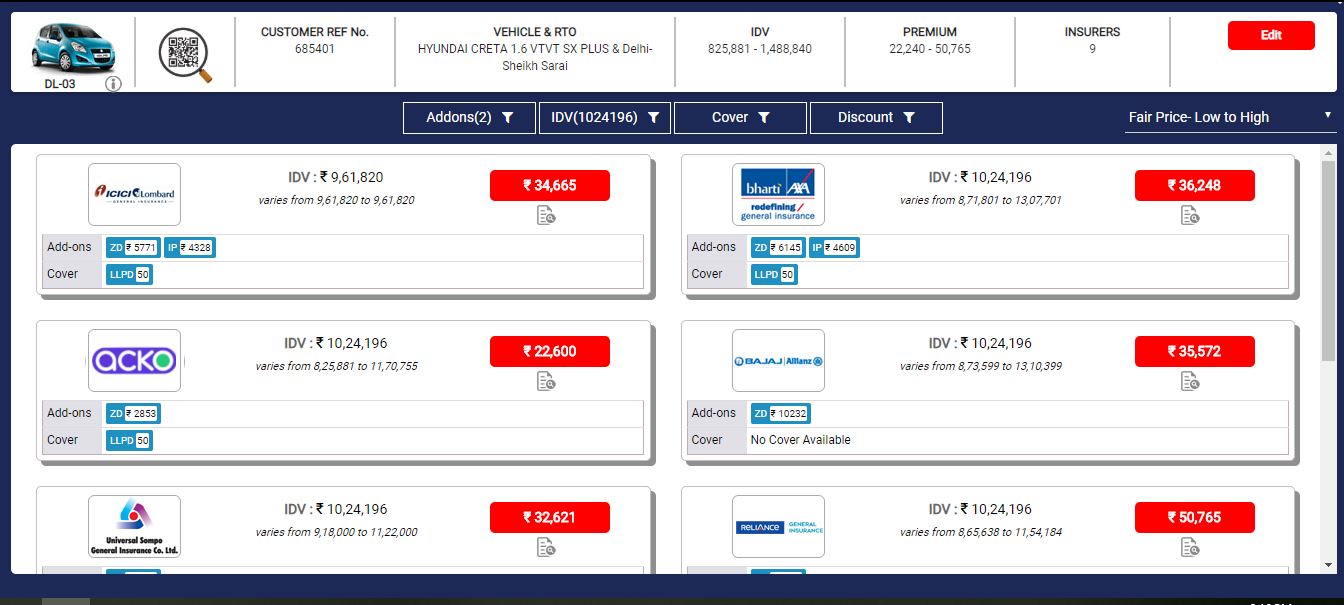 CUSTOMER REF No.
685401
VEHICLE & RTO
HYUNDAI CRETA 1.6 VTVT SX PLUS & Delhi-
Sheikh Sarai
IDV
825,881 - 1,488,840
PREMIUM
22,240 - 50,765
INSURERS
9
Edit
DL-03
Addons(2)
IDV(1024196)
Cover
Discount
Fair Price- Low to High
ICICI Lombard
GENERAL INSURANCE
IDV : ₹ 9,61,820
varies from 9,61,820 to 9,61,820
₹ 34,665
Add-ons ZD ₹ 5771 IP ₹ 4328
Cover LLPD 50
bharti AXA
redefining /
general insurance
IDV : ₹ 10,24,196
varies from 8,71,801 to 13,07,701
₹ 36,248
Add-ons ZD ₹ 6145 IP ₹ 4609
Cover LLPD 50
acko
IDV : ₹ 10,24,196
varies from 8,25,881 to 11,70,755
₹ 22,600
Add-ons ZD ₹ 2853
Cover LLPD 50
BAJAJ Allianz
IDV : ₹ 10,24,196
varies from 8,73,599 to 13,10,399
₹ 35,572
Add-ons ZD ₹ 10232
Cover No Cover Available
Universal Sompo
General Insurance Co. Ltd.
IDV : ₹ 10,24,196
varies from 9,18,000 to 11,22,000
₹ 32,621
RELIANCE GENERAL
INSURANCE
IDV : ₹ 10,24,196
varies from 8,65,638 to 11,54,184
₹ 50,765